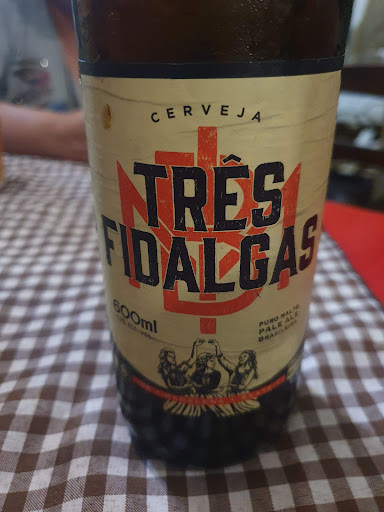 CERVEJA
TRÊS
FIDALGAS
600ml
PURO MALTE
PALE ALE
BRASILEIRA